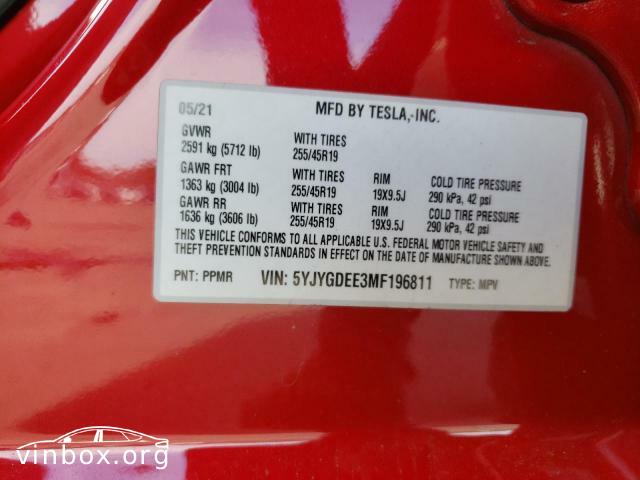 05/21 MFD BY TESLA, INC.
GVWR WITH TIRES
2591 kg (5712 lb) 255/45R19
GAWR FRT WITH TIRES RIM COLD TIRE PRESSURE
1363 kg (3004 lb) 255/45R19 19X9.5J 290 kPa, 42 psi
GAWR RR WITH TIRES RIM COLD TIRE PRESSURE
1636 kg (3606 lb) 255/45R19 19X9.5J 290 kPa, 42 psi
THIS VEHICLE CONFORMS TO ALL APPLICABLE U.S. FEDERAL MOTOR VEHICLE SAFETY AND
THEFT PREVENTION STANDARDS IN EFFECT ON THE DATE OF MANUFACTURE SHOWN ABOVE.
PNT: PPMR VIN: 5YJYGDEE3MF196811 TYPE: MPV
vinbox.org